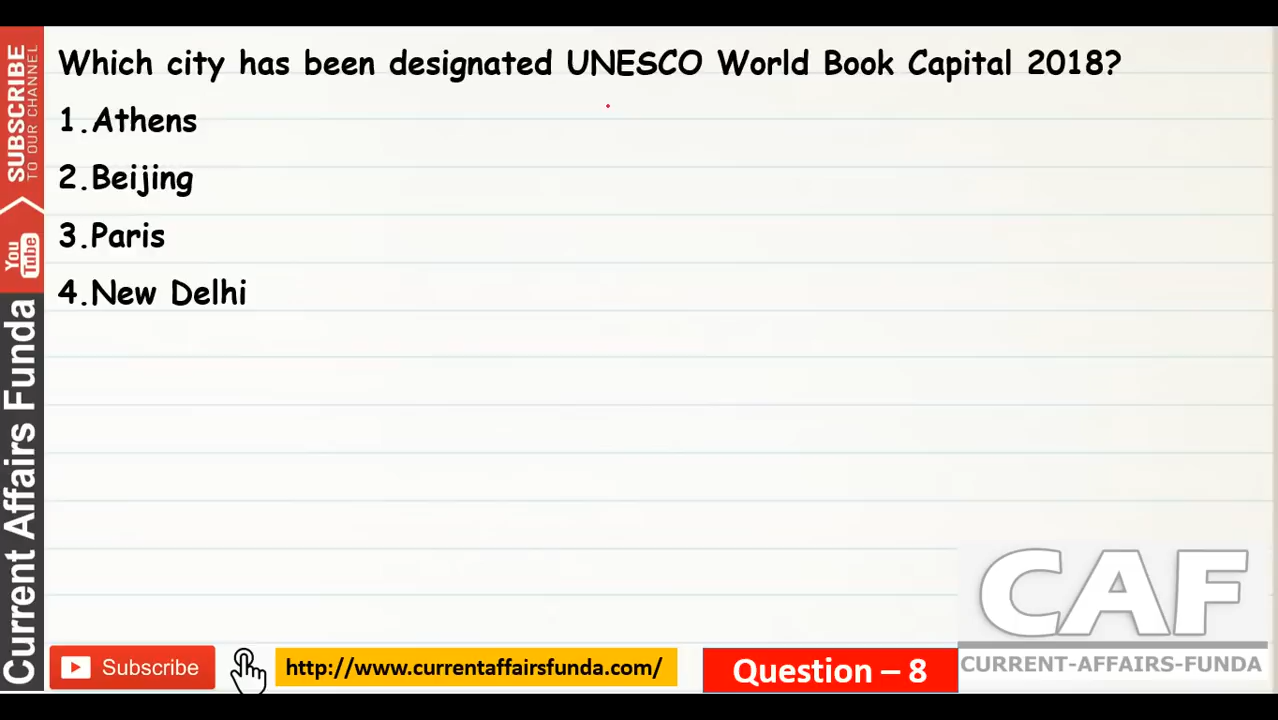 Which city has been designated UNESCO World Book Capital 2018?
1.Athens
2.Beijing
3.Paris
4.New Delhi
SUBSCRIBE
TO OUR CHANNEL
You
Tube
Current Affairs Funda
Subscribe
http://www.currentaffairsfunda.com/
Question – 8
CAF
CURRENT-AFFAIRS-FUNDA